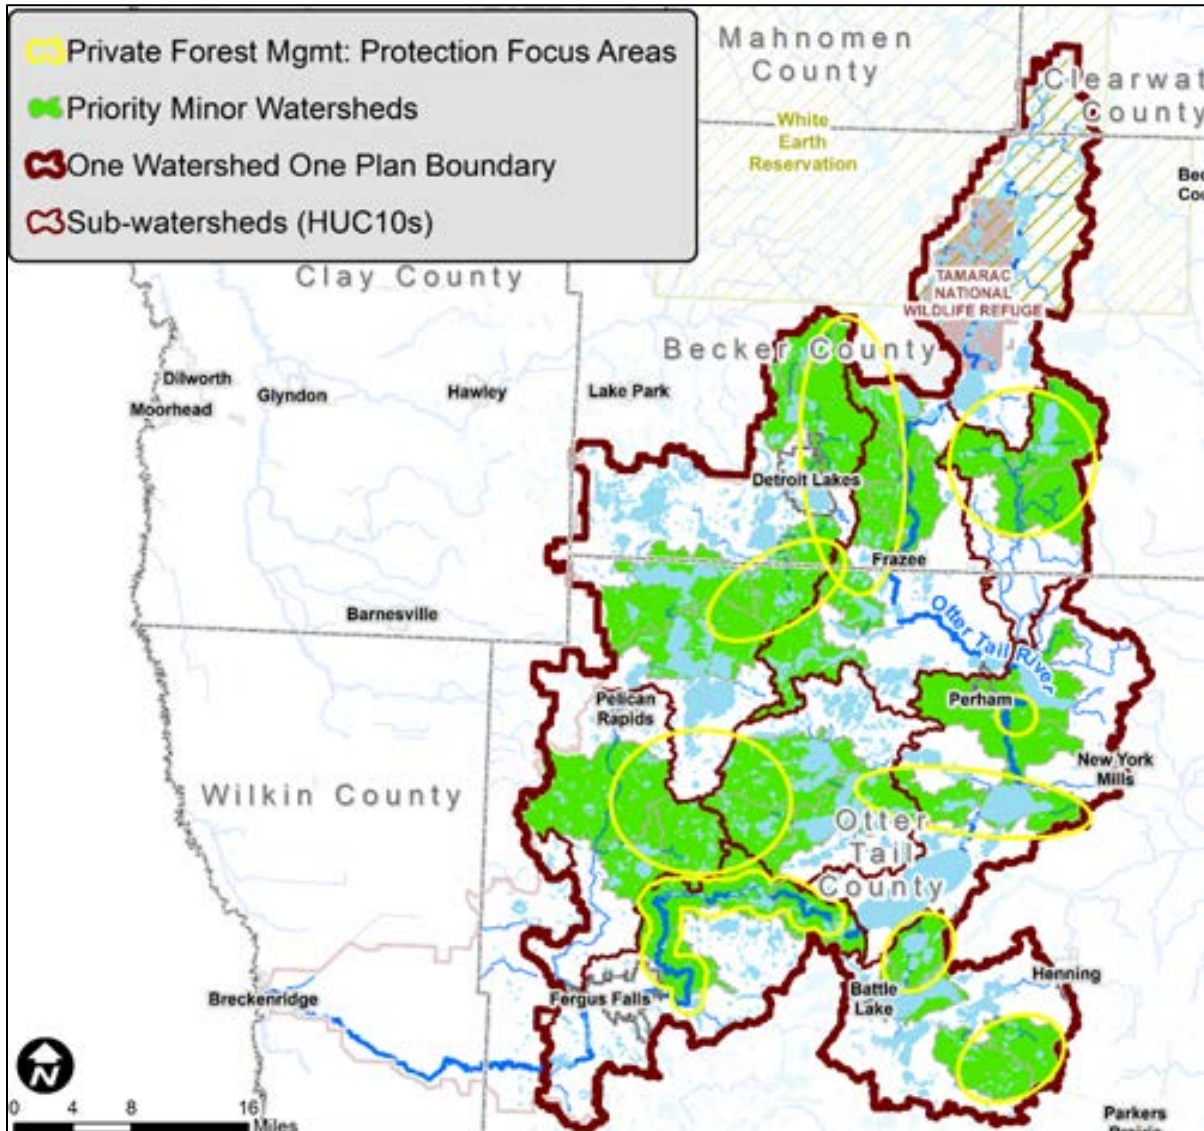 Private Forest Mgmt: Protection Focus Areas
Priority Minor Watersheds
One Watershed One Plan Boundary
Sub-watersheds (HUC10s)
Mahnomen
County
Clearwat
County
White
Earth
Reservation
Bec
Cou
Clay County
TAMARAC
NATIONAL
WILDLIFE REFUGE
Becker County
Dilworth
Glyndon
Hawley
Lake Park
Moorhead
Detroit Lakes
Frazee
Barnesville
Otter Tail River
Pelican
Rapids
Perham
New York
Mills
Wilkin County
Otter
Tail
County
Breckenridge
Fergus Falls
Battle
Lake
Henning
N
0 4 8 16
Miles
Parkers